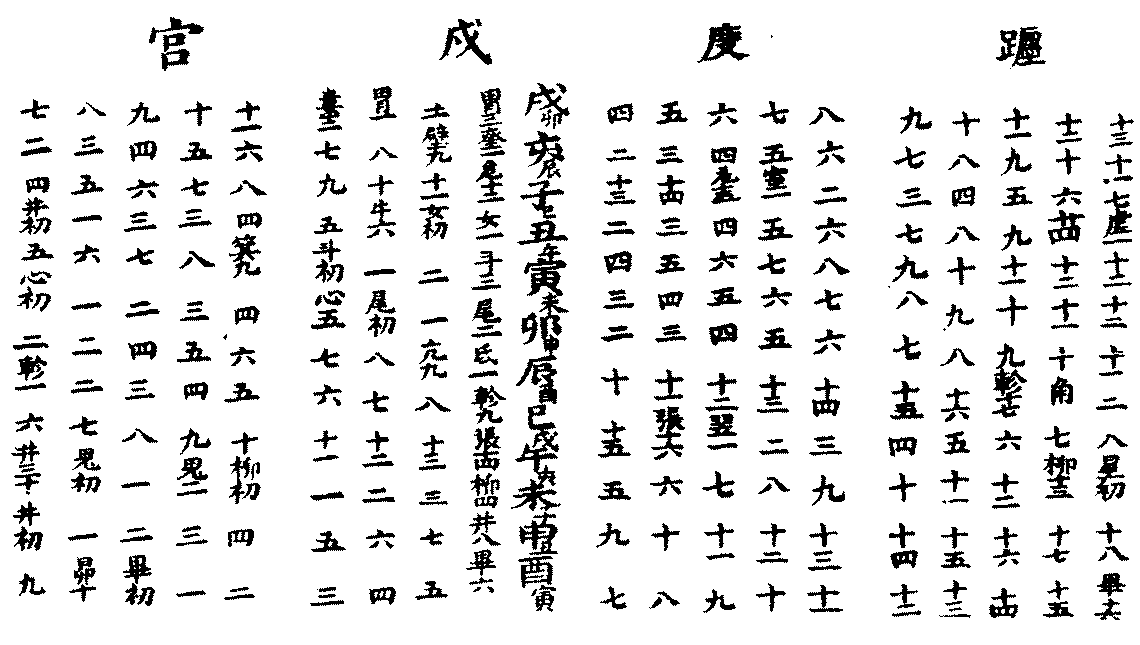 躔度戌宮
十三十一七虛一十三十二十一二八昴初十八畢十六
十二十六十四十二十一十角七柳十三十七十五
十一九五九十一十九軫十七六十二十六十四
十八四八十九八十六五十一十五十三
九七三七九八七十五四十十四十二
八六二六八七六十四三九十三十一
七五室一五七六五十三二八十二十
六四危十五四六五四十二翌一七十一九
五三十四三五四三十一張十六六十八
四二十三二四三二十十五五九七
戌卯亥辰子巳丑午寅未卯申辰酉巳戌午亥未子申丑酉寅
胃三奎二危十二女一斗十二尾二氐一軫九張十四柳四井八畢六
土壁九十一女初二一亢九八十三三七五
胃一八十牛六一尾初八七十二二六四
婁十二七九五斗初心五七六十一一五三
十一六八四箕九四六五十柳初四二
十五七三八三五四九鬼二三一
九四六三七二四三八一二畢初
八三五一六一二二七鬼初一昴十
七二四井初五心初二軫一六井三十井初九